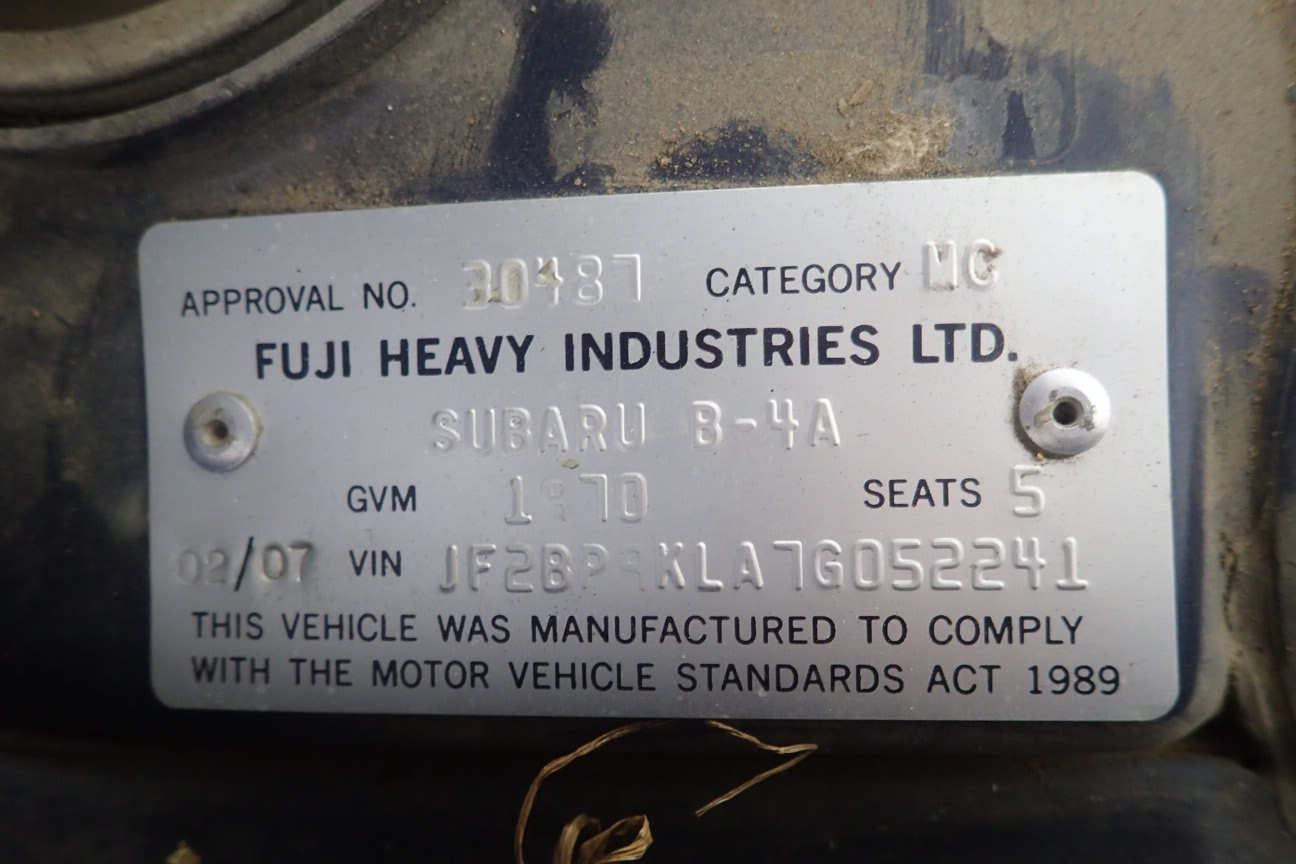 APPROVAL NO. 30487 CATEGORY MC
FUJI HEAVY INDUSTRIES LTD.
SUBARU B-4A
GVM 1970 SEATS 5
02/07 VIN JF2BP9KLA7G052241
THIS VEHICLE WAS MANUFACTURED TO COMPLY
WITH THE MOTOR VEHICLE STANDARDS ACT 1989